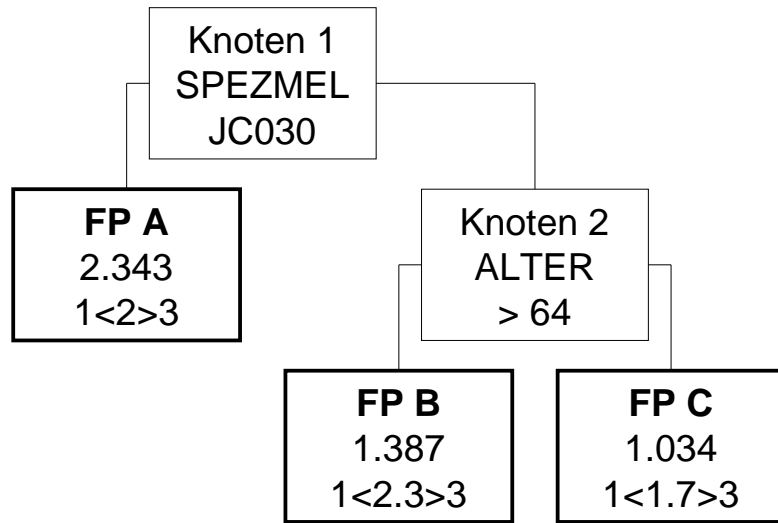 Knoten 1
SPEZMEL
JC030
FP A
2.343
1<2>3
Knoten 2
ALTER
> 64
FP B
1.387
1<2.3>3
FP C
1.034
1<1.7>3